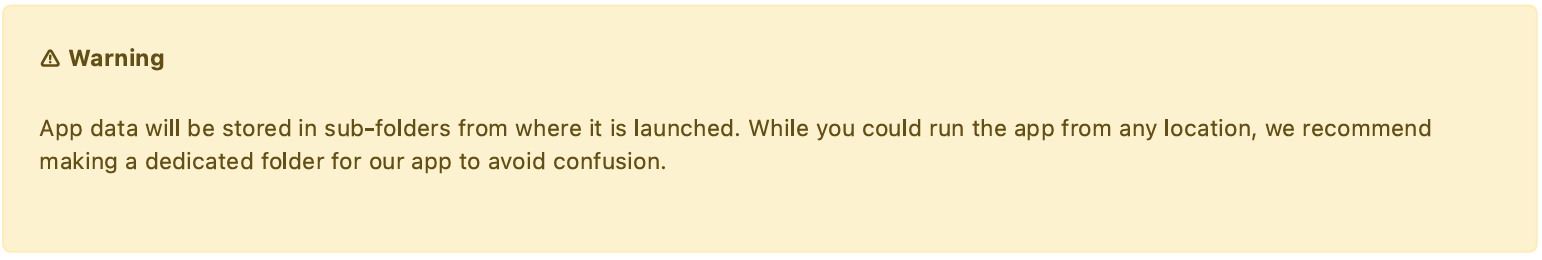 Warning
App data will be stored in sub-folders from where it is launched. While you could run the app from any location, we recommend
making a dedicated folder for our app to avoid confusion.